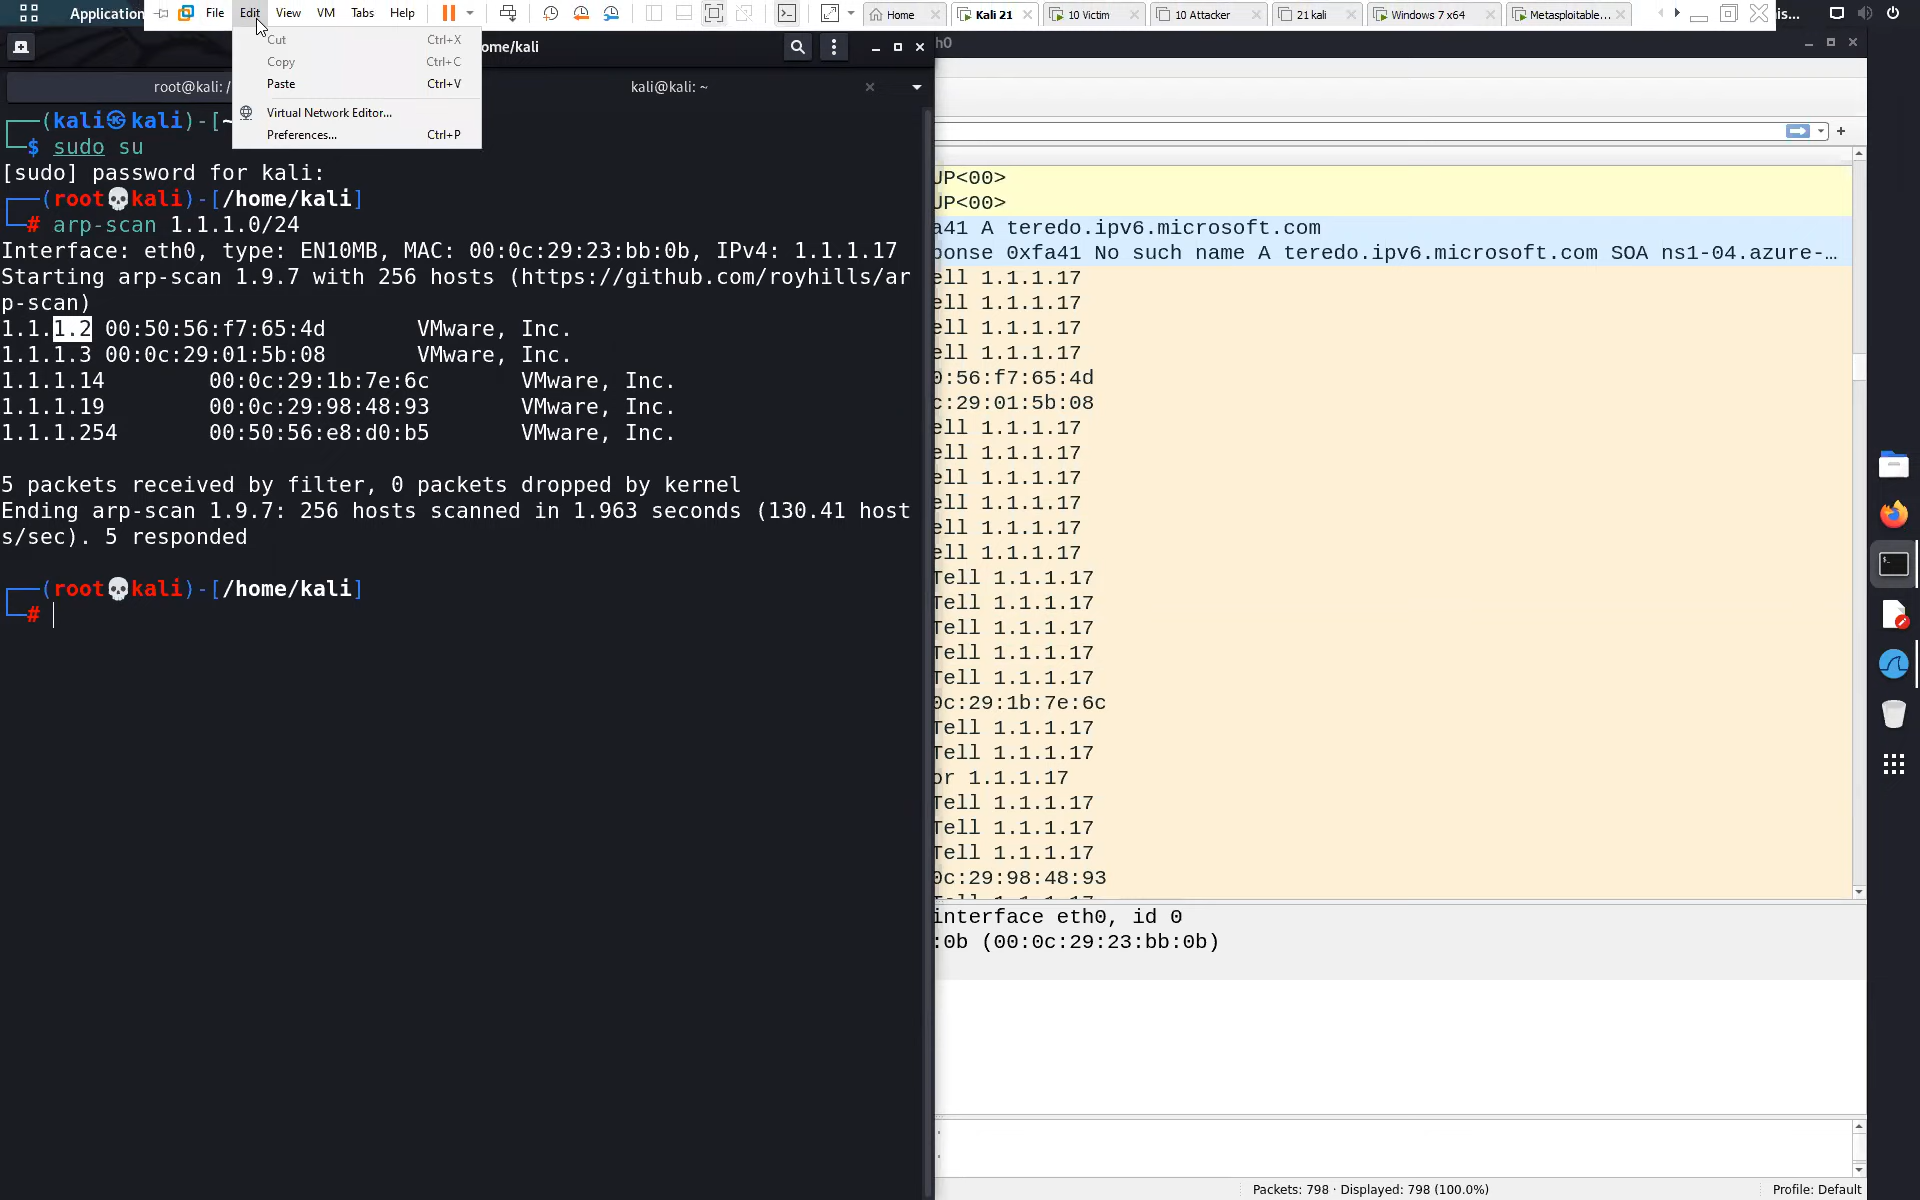 Application
File Edit View VM Tabs Help
Home
Kali 21
10 Victim
10 Attacker
21 kali
Windows 7 x64
Metasploitable...
is...
Cut Ctrl+X
Copy Ctrl+C
Paste Ctrl+V
Virtual Network Editor...
Preferences... Ctrl+P
ome/kali
h0
root@kali: /
kali@kali: ~
┌──(kali㉿kali)-[~
└─$ sudo su
[sudo] password for kali:
┌──(root💀kali)-[/home/kali]
└─# arp-scan 1.1.1.0/24
Interface: eth0, type: EN10MB, MAC: 00:0c:29:23:bb:0b, IPv4: 1.1.1.17
Starting arp-scan 1.9.7 with 256 hosts (https://github.com/royhills/ar
p-scan)
1.1.1.2 00:50:56:f7:65:4d VMware, Inc.
1.1.1.3 00:0c:29:01:5b:08 VMware, Inc.
1.1.1.14 00:0c:29:1b:7e:6c VMware, Inc.
1.1.1.19 00:0c:29:98:48:93 VMware, Inc.
1.1.1.254 00:50:56:e8:d0:b5 VMware, Inc.
5 packets received by filter, 0 packets dropped by kernel
Ending arp-scan 1.9.7: 256 hosts scanned in 1.963 seconds (130.41 host
s/sec). 5 responded
┌──(root💀kali)-[/home/kali]
└─#
UP<00>
UP<00>
a41 A teredo.ipv6.microsoft.com
ponse 0xfa41 No such name A teredo.ipv6.microsoft.com SOA ns1-04.azure-…
ell 1.1.1.17
ell 1.1.1.17
ell 1.1.1.17
ell 1.1.1.17
0:56:f7:65:4d
c:29:01:5b:08
ell 1.1.1.17
ell 1.1.1.17
ell 1.1.1.17
ell 1.1.1.17
ell 1.1.1.17
ell 1.1.1.17
Tell 1.1.1.17
Tell 1.1.1.17
Tell 1.1.1.17
Tell 1.1.1.17
Tell 1.1.1.17
0c:29:1b:7e:6c
Tell 1.1.1.17
Tell 1.1.1.17
or 1.1.1.17
Tell 1.1.1.17
Tell 1.1.1.17
Tell 1.1.1.17
0c:29:98:48:93
interface eth0, id 0
:0b (00:0c:29:23:bb:0b)
Packets: 798 · Displayed: 798 (100.0%)
Profile: Default